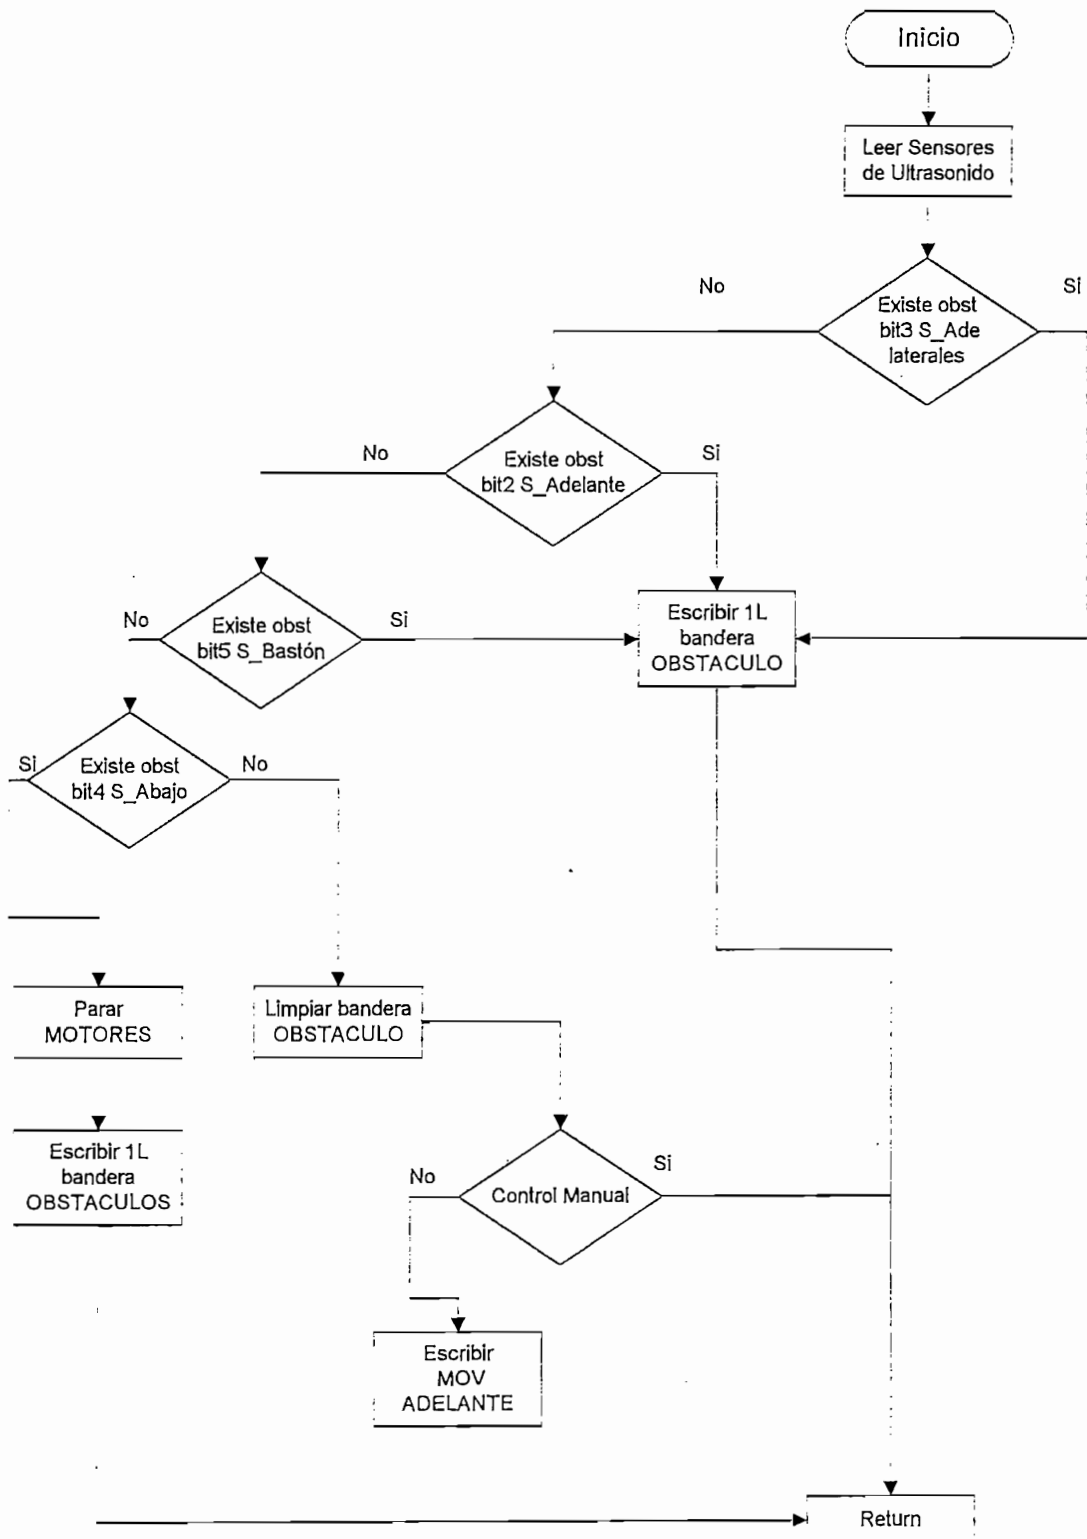 Inicio
Leer Sensores
de Ultrasonido
No
Si
Existe obst
bit3 S_Ade
laterales
No
Si
Existe obst
bit2 S_Adelante
No
Si
Existe obst
bit5 S_Bastón
Escribir 1L
bandera
OBSTACULO
Si
No
Existe obst
bit4 S_Abajo
Parar
MOTORES
Limpiar bandera
OBSTACULO
Escribir 1L
bandera
OBSTACULOS
No
Si
Control Manual
Escribir
MOV
ADELANTE
Return